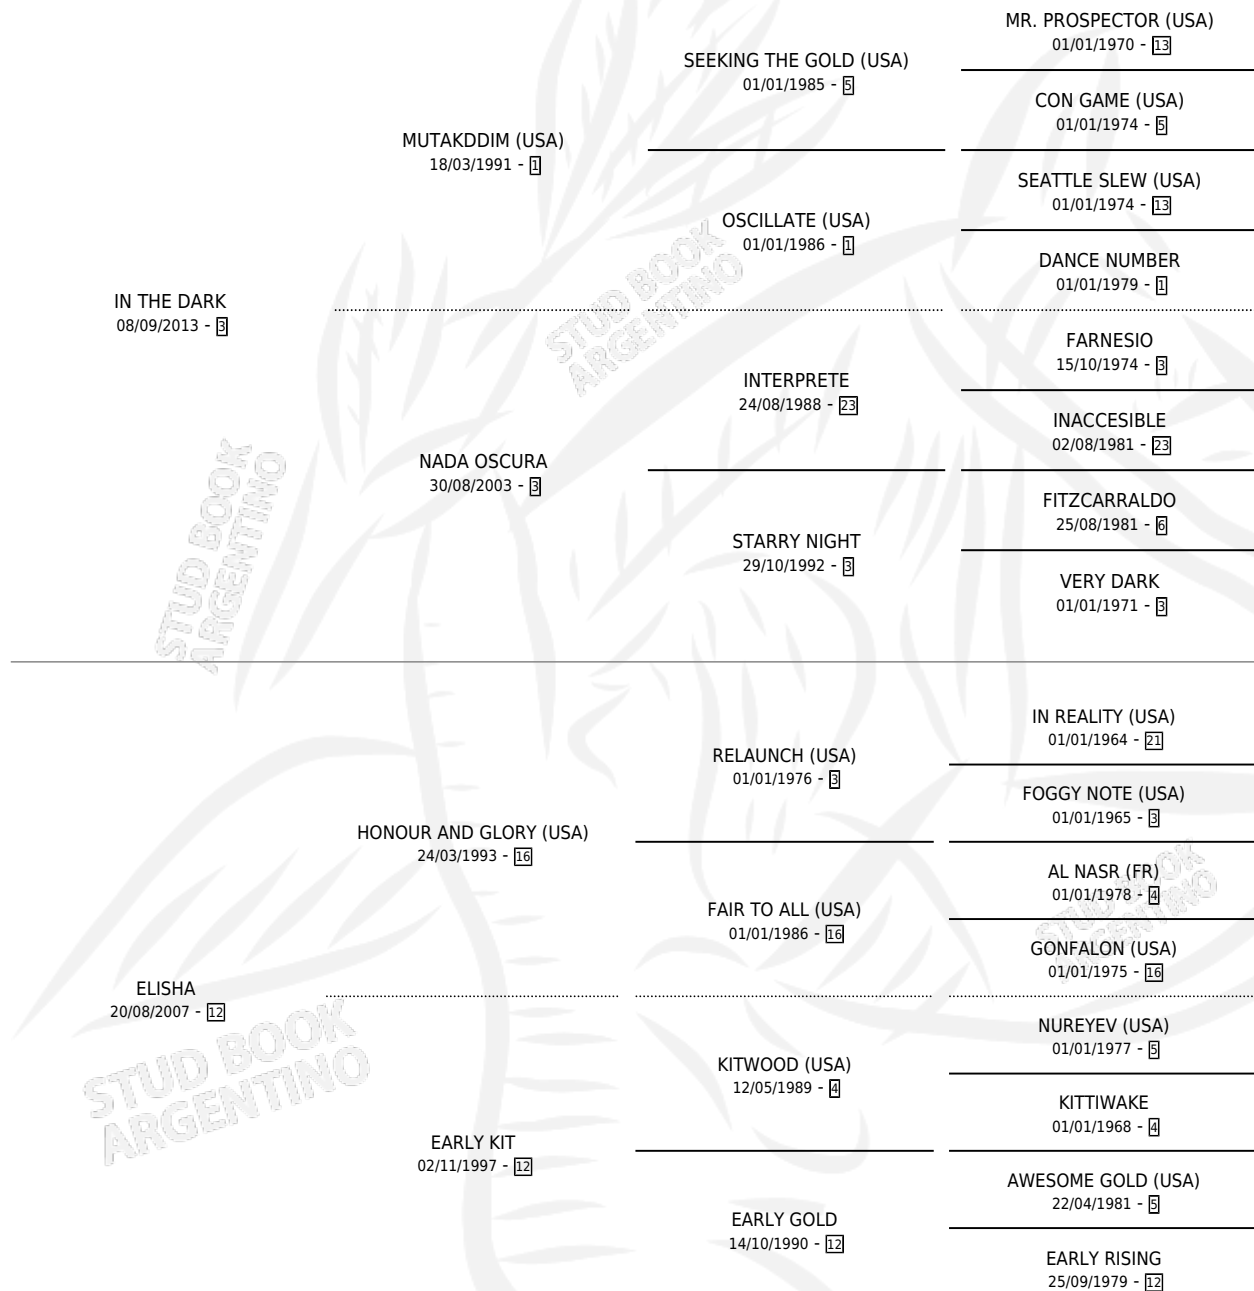 MR. PROSPECTOR (USA)
01/01/1970 - 13
SEEKING THE GOLD (USA)
01/01/1985 - 5
CON GAME (USA)
01/01/1974 - 5
MUTAKDDIM (USA)
18/03/1991 - 1
SEATTLE SLEW (USA)
01/01/1974 - 13
OSCILLATE (USA)
01/01/1986 - 1
DANCE NUMBER
01/01/1979 - 1
STUD BOOK
ARGENTINO
IN THE DARK
08/09/2013 - 3
FARNESIO
15/10/1974 - 3
INTERPRETE
24/08/1988 - 23
INACCESIBLE
02/08/1981 - 23
NADA OSCURA
30/08/2003 - 3
FITZCARRALDO
25/08/1981 - 6
STARRY NIGHT
29/10/1992 - 3
VERY DARK
01/01/1971 - 3
STUD BOOK
ARGENTINO
IN REALITY (USA)
01/01/1964 - 21
RELAUNCH (USA)
01/01/1976 - 3
FOGGY NOTE (USA)
01/01/1965 - 3
HONOUR AND GLORY (USA)
24/03/1993 - 16
AL NASR (FR)
01/01/1978 - 4
FAIR TO ALL (USA)
01/01/1986 - 16
GONFALON (USA)
01/01/1975 - 16
STUD BOOK
ARGENTINO
ELISHA
20/08/2007 - 12
NUREYEV (USA)
01/01/1977 - 5
KITWOOD (USA)
12/05/1989 - 4
KITTIWAKE
01/01/1968 - 4
STUD BOOK
ARGENTINO
EARLY KIT
02/11/1997 - 12
AWESOME GOLD (USA)
22/04/1981 - 5
EARLY GOLD
14/10/1990 - 12
EARLY RISING
25/09/1979 - 12